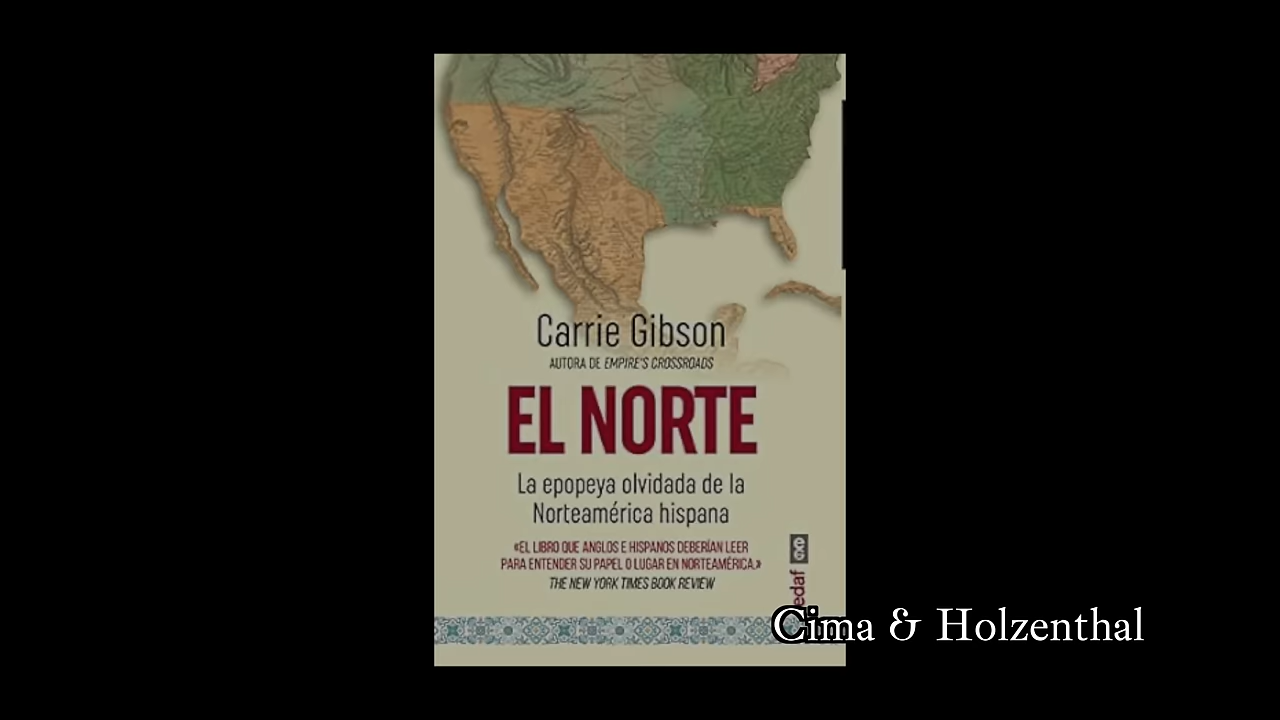 Carrie Gibson
AUTORA DE EMPIRE'S CROSSROADS
EL NORTE
La epopeya olvidada de la
Norteamérica hispana
«EL LIBRO QUE ANGLOS E HISPANOS DEBERÍAN LEER
PARA ENTENDER SU PAPEL O LUGAR EN NORTEAMÉRICA.»
THE NEW YORK TIMES BOOK REVIEW
edaf
Cima & Holzenthal